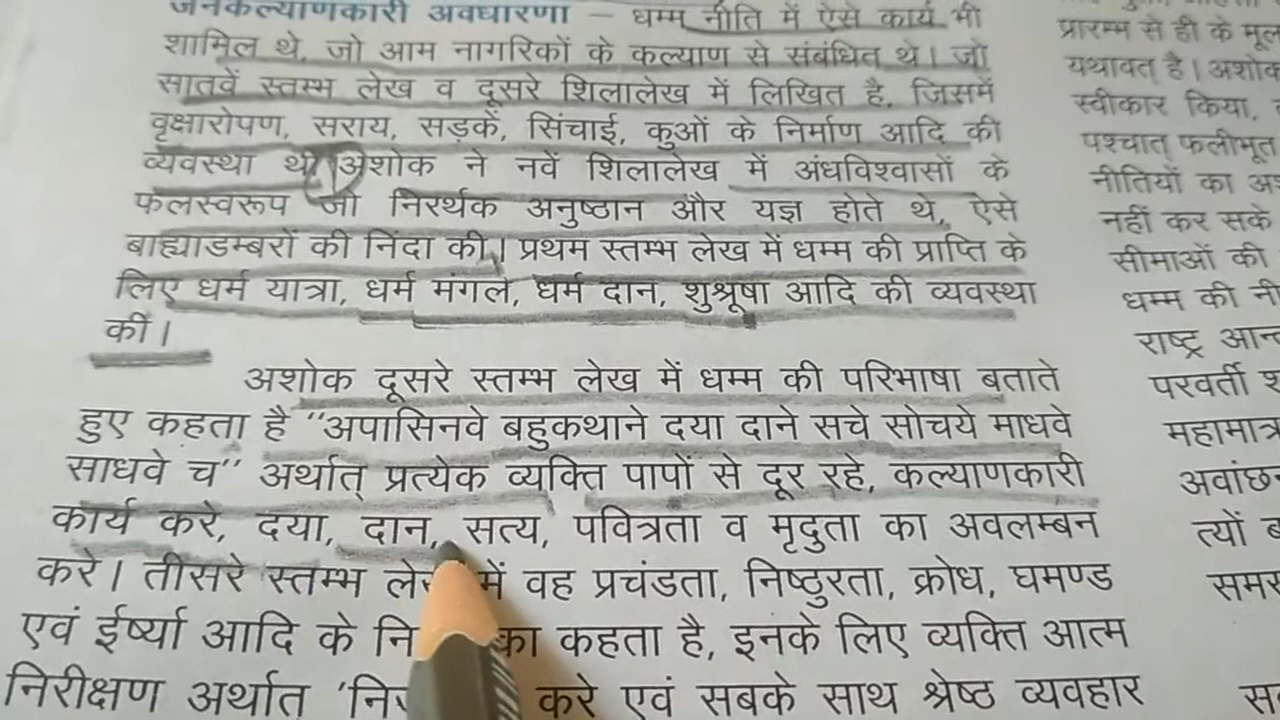 जनकल्याणकारी अवधारणा – धम्म नीति में ऐसे कार्य भी
शामिल थे, जो आम नागरिकों के कल्याण से संबंधित थे। जो
सातवें स्तम्भ लेख व दूसरे शिलालेख में लिखित है, जिसमें
वृक्षारोपण, सराय, सड़कें, सिंचाई, कुओं के निर्माण आदि की
व्यवस्था थी अशोक ने नवें शिलालेख में अंधविश्वासों के
फलस्वरूप जो निरर्थक अनुष्ठान और यज्ञ होते थे, ऐसे
बाह्याडम्बरों की निंदा की। प्रथम स्तम्भ लेख में धम्म की प्राप्ति के
लिए धर्म यात्रा, धर्म मंगल, धर्म दान, शुश्रूषा आदि की व्यवस्था
की।
अशोक दूसरे स्तम्भ लेख में धम्म की परिभाषा बताते
हुए कहता है "अपासिनवे बहुकथाने दया दाने सचे सोचये माधवे
साधवे च" अर्थात् प्रत्येक व्यक्ति पापों से दूर रहे, कल्याणकारी
कार्य करे, दया, दान, सत्य, पवित्रता व मृदुता का अवलम्बन
करे। तीसरे स्तम्भ में वह प्रचंडता, निष्ठुरता, क्रोध, घमण्ड
एवं ईर्ष्या आदि के का कहता है, इनके लिए व्यक्ति आत्म
निरीक्षण अर्थात करे एवं सबके साथ श्रेष्ठ व्यवहार
प्रारम्भ से ही के
यथावत् है। अशोक
स्वीकार किया,
पश्चात् फलीभूत
नीतियों का
नहीं कर सके
सीमाओं की
धम्म की
राष्ट्र
परवर्ती
त्यों